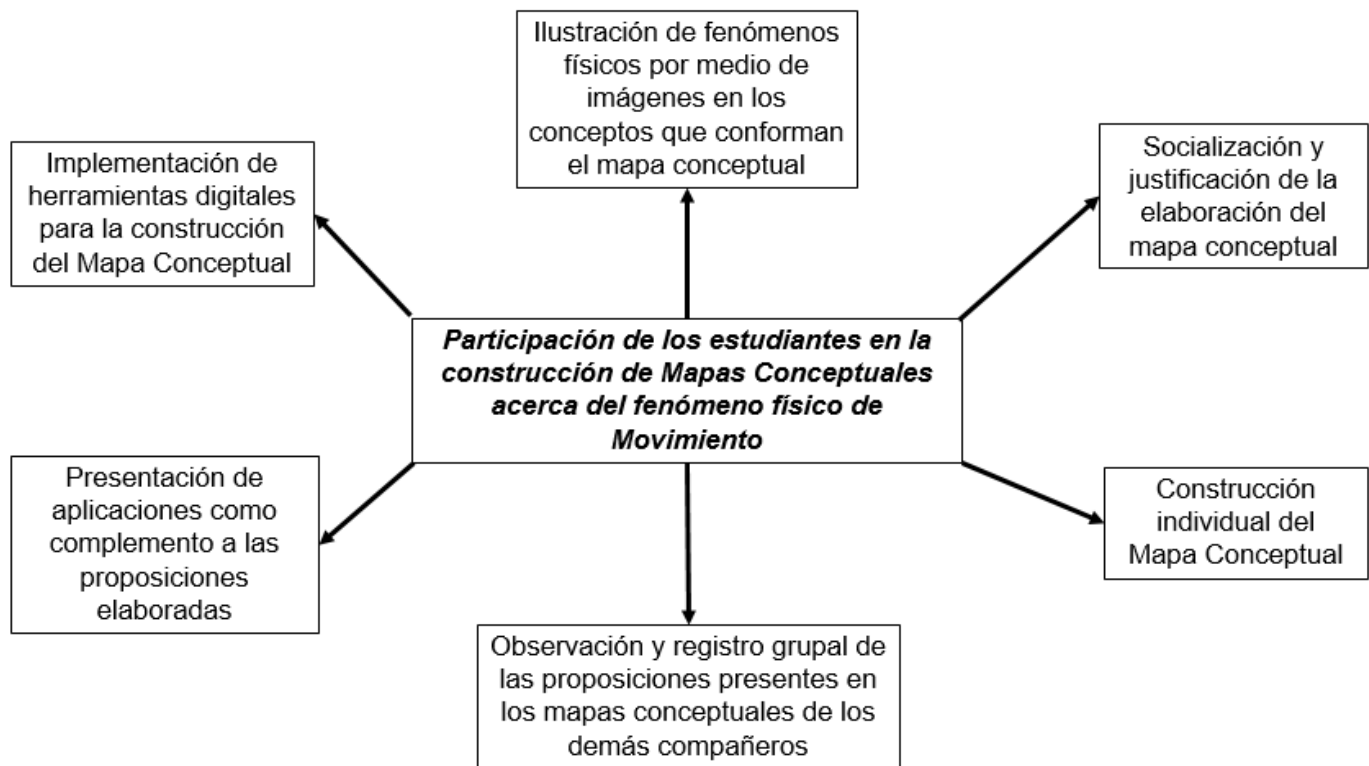 Ilustración de fenómenos
físicos por medio de
imágenes en los
conceptos que conforman
el mapa conceptual
Implementación de
herramientas digitales
para la construcción
del Mapa Conceptual
Socialización y
justificación de la
elaboración del
mapa conceptual
Participación de los estudiantes en la
construcción de Mapas Conceptuales
acerca del fenómeno físico de
Movimiento
Presentación de
aplicaciones como
complemento a las
proposiciones
elaboradas
Construcción
individual del
Mapa Conceptual
Observación y registro grupal de
las proposiciones presentes en
los mapas conceptuales de los
demás compañeros